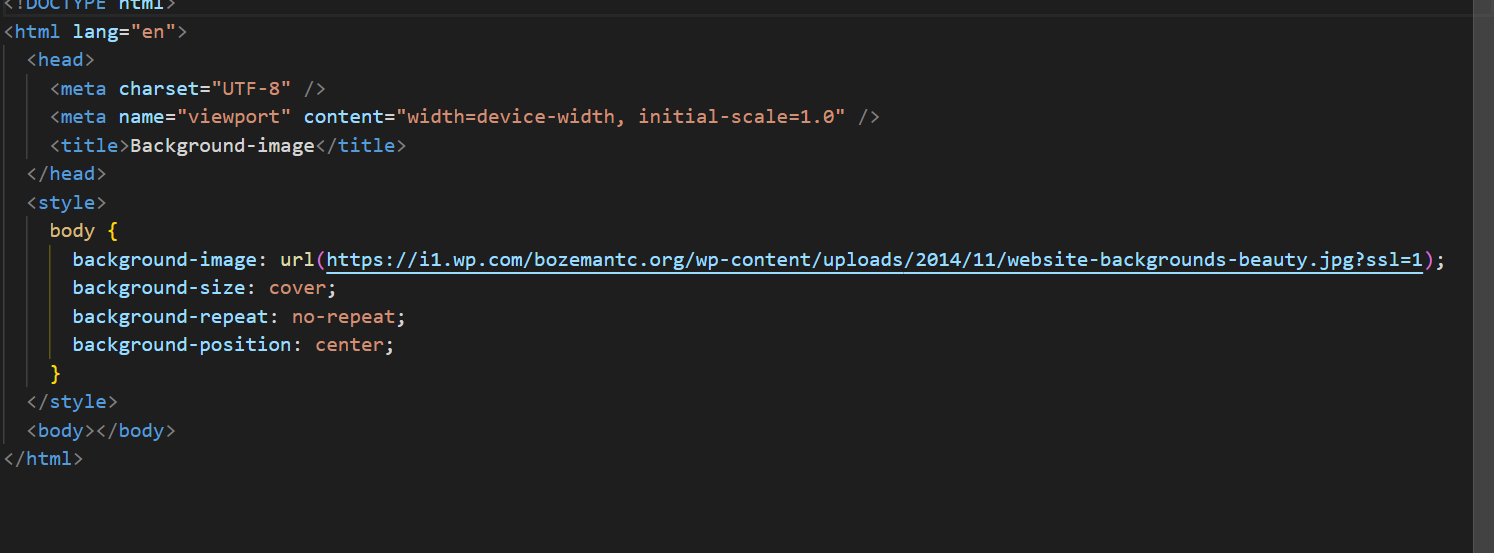 <!DOCTYPE html>
<html lang="en">
<head>
<meta charset="UTF-8" />
<meta name="viewport" content="width=device-width, initial-scale=1.0" />
<title>Background-image</title>
</head>
<style>
body {
background-image: url(https://i1.wp.com/bozemantc.org/wp-content/uploads/2014/11/website-backgrounds-beauty.jpg?ssl=1);
background-size: cover;
background-repeat: no-repeat;
background-position: center;
}
</style>
<body></body>
</html>